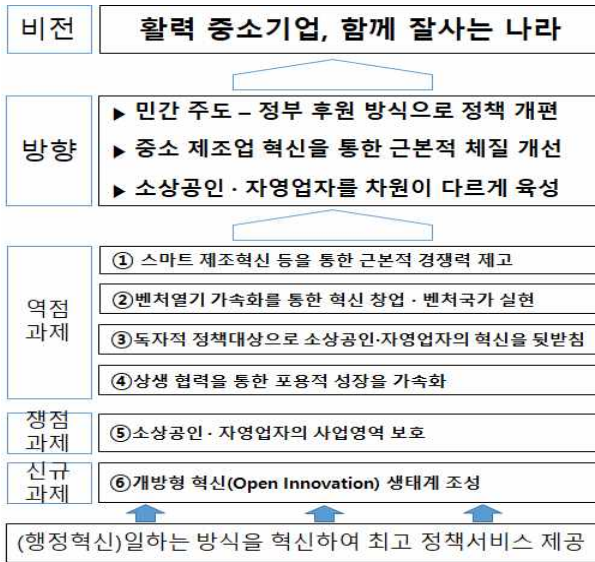 비전
활력 중소기업, 함께 잘사는 나라
방향
▶ 민간 주도 – 정부 후원 방식으로 정책 개편
▶ 중소 제조업 혁신을 통한 근본적 체질 개선
▶ 소상공인 · 자영업자를 차원이 다르게 육성
역점
과제
① 스마트 제조혁신 등을 통한 근본적 경쟁력 제고
②벤처열기 가속화를 통한 혁신 창업 · 벤처국가 실현
③독자적 정책대상으로 소상공인·자영업자의 혁신을 뒷받침
④상생 협력을 통한 포용적 성장을 가속화
쟁점
과제
⑤소상공인 · 자영업자의 사업영역 보호
신규
과제
⑥개방형 혁신(Open Innovation) 생태계 조성
(행정혁신)일하는 방식을 혁신하여 최고 정책서비스 제공